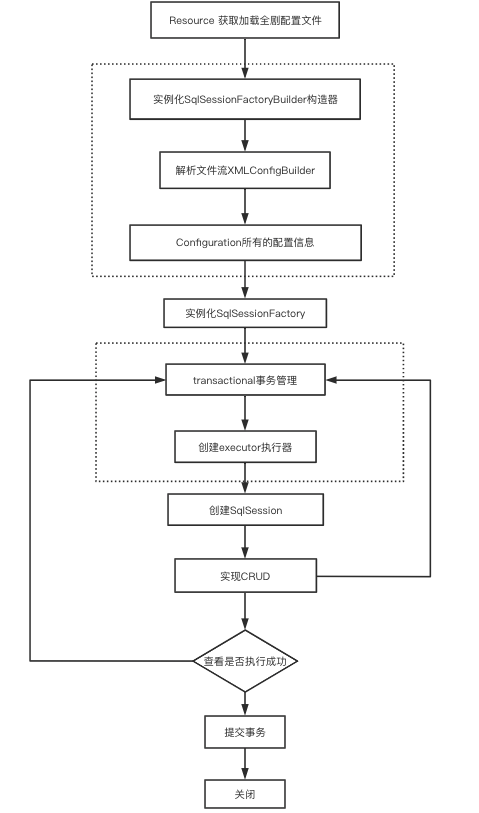 Resource 获取加载全剧配置文件
实例化SqlSessionFactoryBuilder构造器
解析文件流XMLConfigBuilder
Configuration所有的配置信息
实例化SqlSessionFactory
transactional事务管理
创建executor执行器
创建SqlSession
实现CRUD
查看是否执行成功
提交事务
关闭